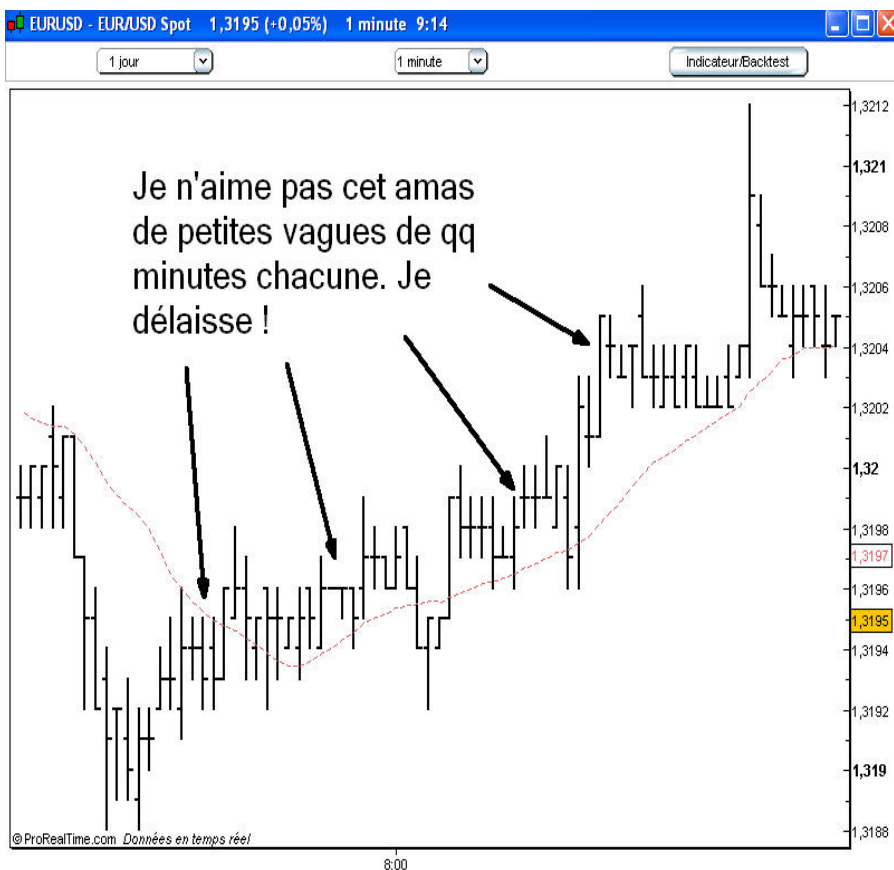 EURUSD - EUR/USD Spot 1,3195 (+0,05%) 1 minute 9:14
1 jour 1 minute Indicateur/Backtest
1,3212
Je n'aime pas cet amas
de petites vagues de qq
minutes chacune. Je
délaisse !
1,321
1,3208
1,3206
1,3204
1,3202
1,32
1,3198
1,3197
1,3196
1,3195
1,3194
1,3192
1,319
1,3188
© ProRealTime.com Données en temps réel
8:00